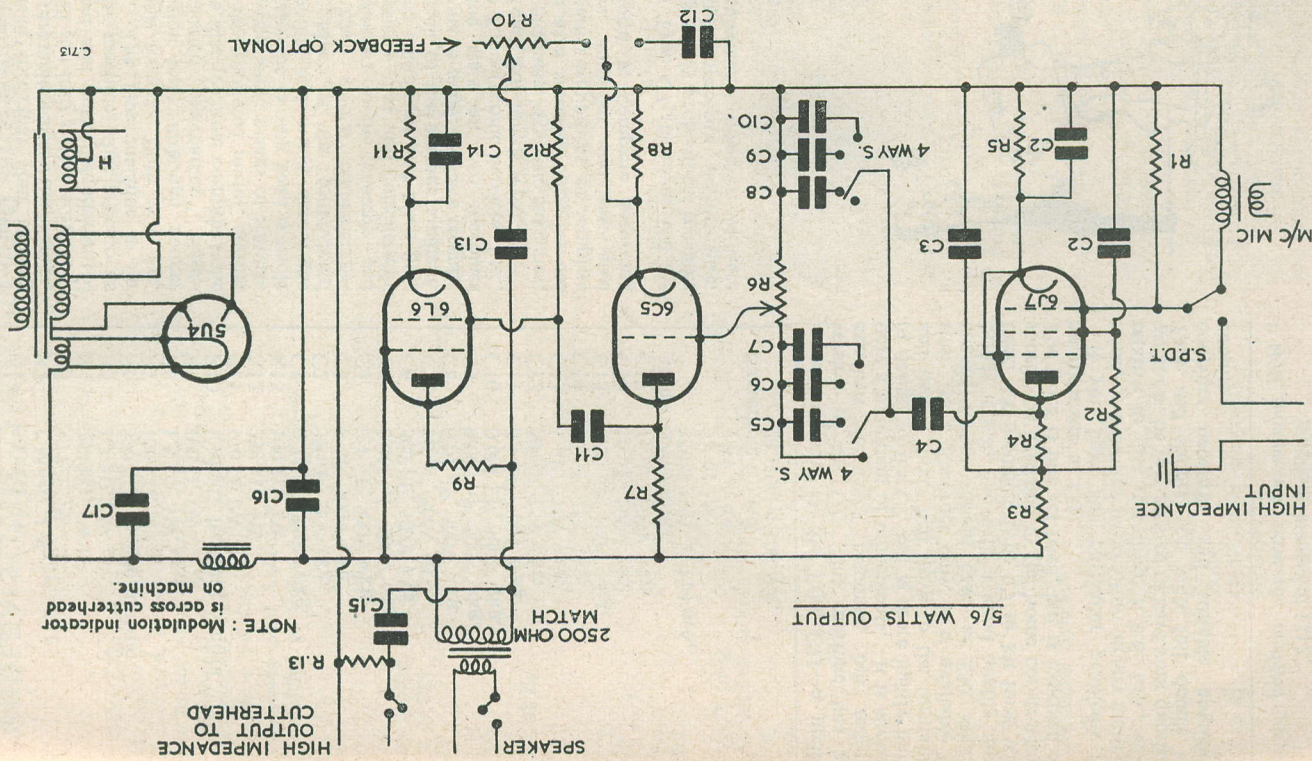 SPEAKER
HIGH IMPEDANCE
OUTPUT TO
CUTTERHEAD
R.13
5/6 WATTS OUTPUT
2500 OHM
MATCH
C.15
NOTE : Modulation indicator
is across cutterhead
on machine.
HIGH IMPEDANCE
INPUT
R3
R4
R2
C4
4 WAY S.
C5
C6
C7
R7
C11
R9
C16
C17
S.P.D.T.
6J7
R6
6C5
6L6
5U4
M/C MIC
C2
C3
C13
R1
C2
R5
4 WAY S.
C8
C9
C10
R8
R12
C14
R11
H
C12
R10
FEEDBACK OPTIONAL
C.713